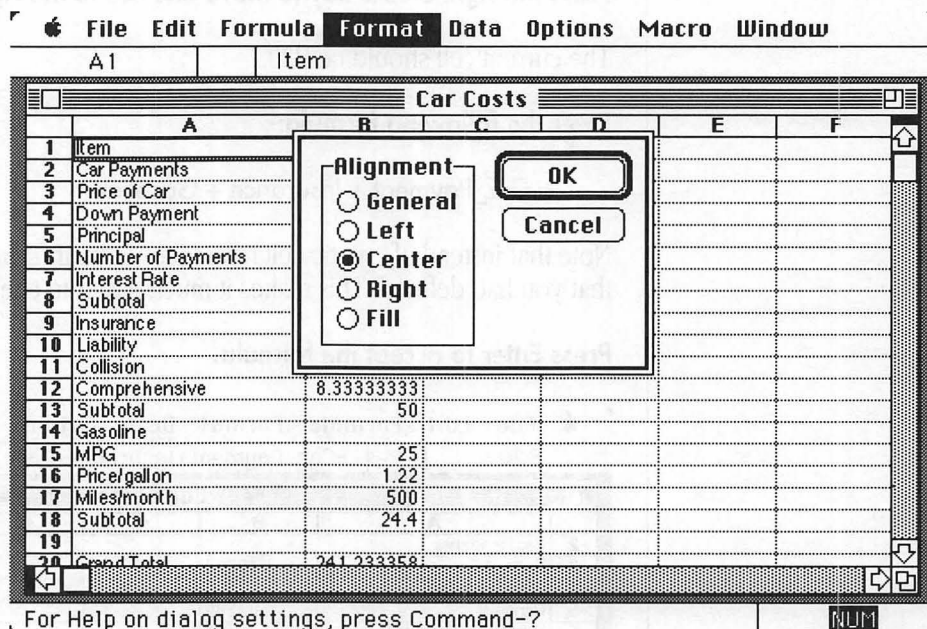 File Edit Formula Format Data Options Macro Window
A1 Item
Car Costs
A B C D E F
1 Item
2 Car Payments
3 Price of Car
4 Down Payment
5 Principal
6 Number of Payments
7 Interest Rate
8 Subtotal
9 Insurance
10 Liability
11 Collision
12 Comprehensive 8.33333333
13 Subtotal 50
14 Gasoline
15 MPG 25
16 Price/gallon 1.22
17 Miles/month 500
18 Subtotal 24.4
19
20 Grand Total 241.233358
Alignment
General
Left
Center
Right
Fill
OK
Cancel
For Help on dialog settings, press Command-?
NUM